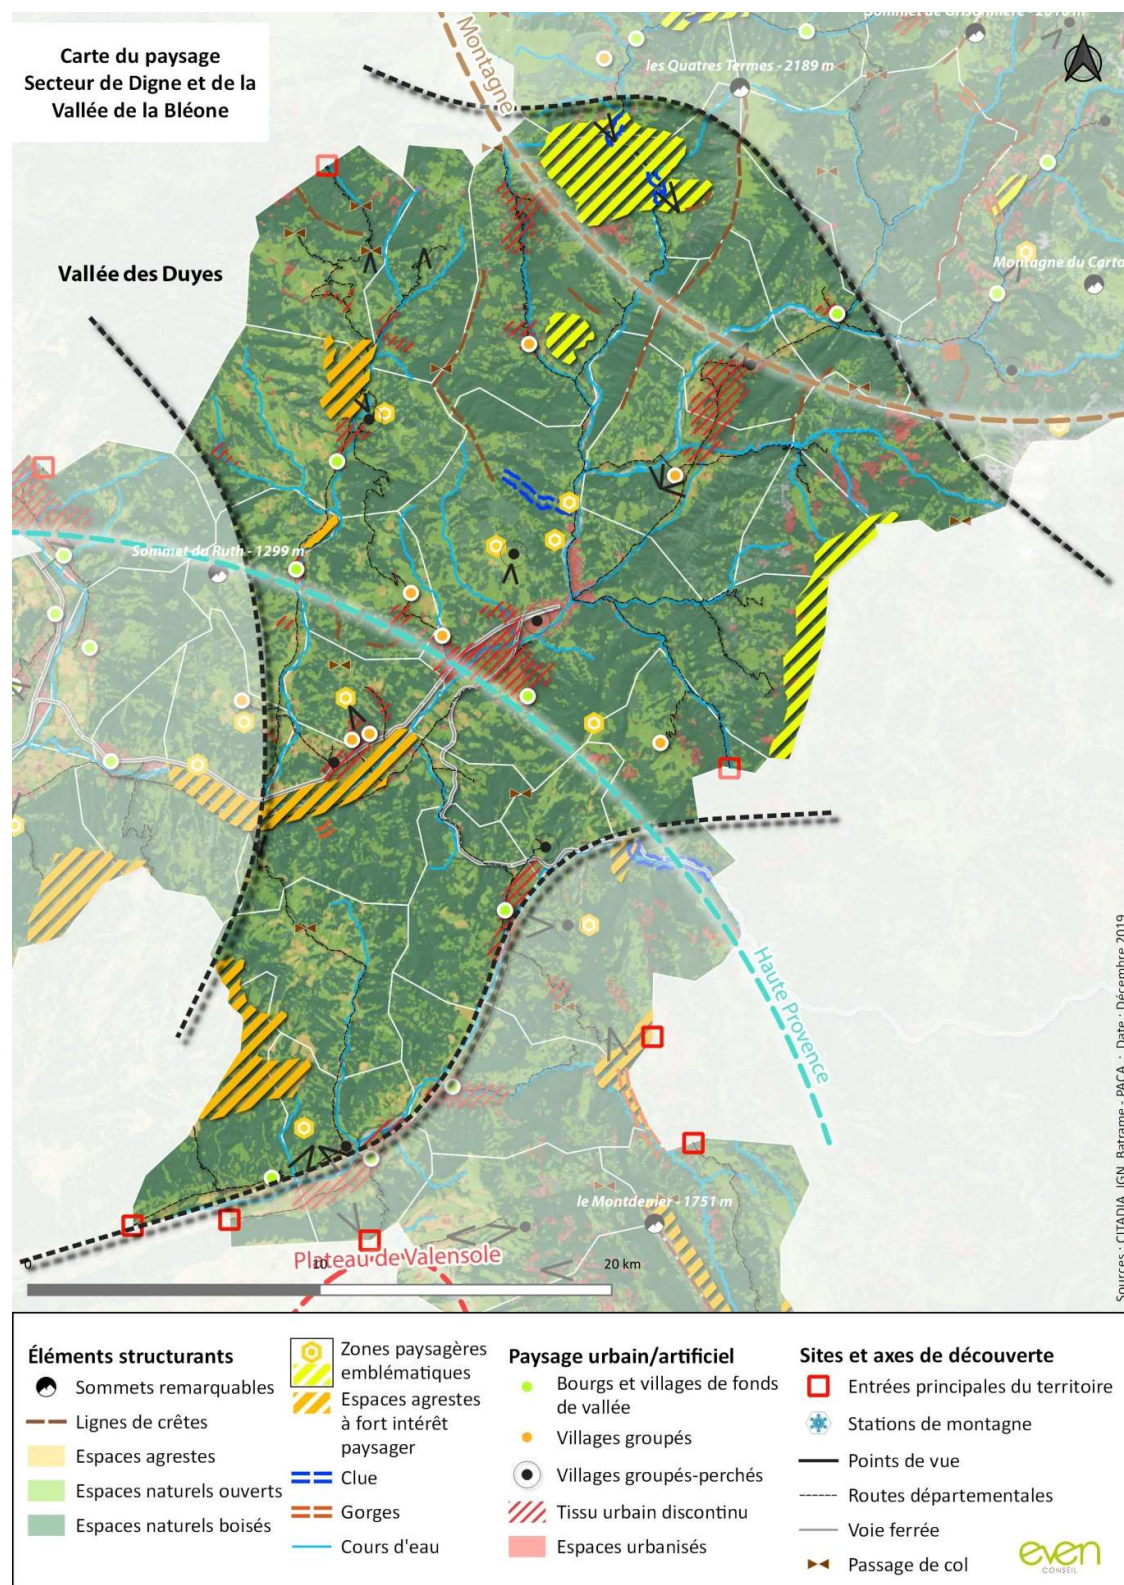 Carte du paysage
Secteur de Digne et de la
Vallée de la Bléone
Montagne
les Quatres Termes - 2189 m
Vallée des Duyes
Montagne du Carto
Sommet du Ruth - 1299 m
Haute Provence
le Montdenier - 1751 m
Plateau de Valensole
0
10
20 km
Sources : CITADIA, IGN, Batrame - PACA · Date : Décembre 2019
Éléments structurants
Sommets remarquables
Lignes de crêtes
Espaces agrestes
Espaces naturels ouverts
Espaces naturels boisés
Zones paysagères
emblématiques
Espaces agrestes
à fort intérêt
paysager
Clue
Gorges
Cours d'eau
Paysage urbain/artificiel
Bourgs et villages de fonds
de vallée
Villages groupés
Villages groupés-perchés
Tissu urbain discontinu
Espaces urbanisés
Sites et axes de découverte
Entrées principales du territoire
Stations de montagne
Points de vue
Routes départementales
Voie ferrée
Passage de col
even
CONSEIL